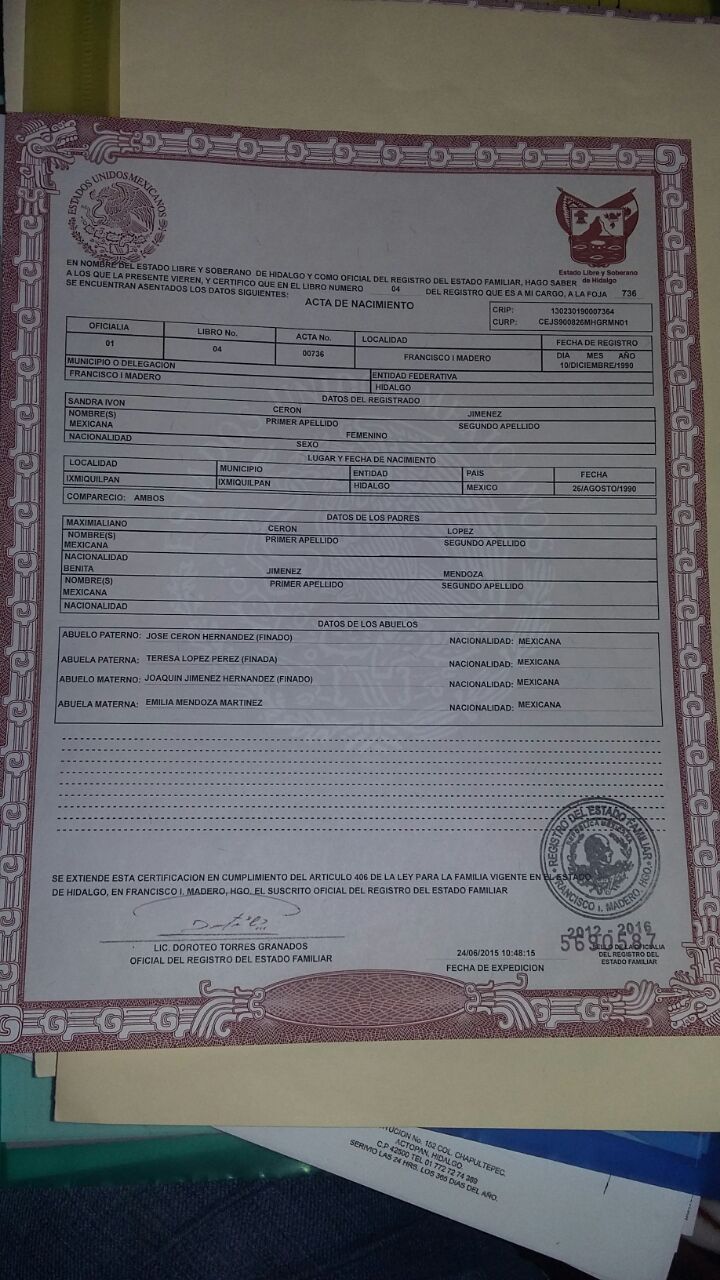 ESTADOS UNIDOS MEXICANOS
Estado Libre y Soberano
de Hidalgo
EN NOMBRE DEL ESTADO LIBRE Y SOBERANO DE HIDALGO Y COMO OFICIAL DEL REGISTRO DEL ESTADO FAMILIAR, HAGO SABER
A LOS QUE LA PRESENTE VIEREN, Y CERTIFICO QUE EN EL LIBRO NUMERO 04 DEL REGISTRO QUE ES A MI CARGO, A LA FOJA 736
SE ENCUENTRAN ASENTADOS LOS DATOS SIGUIENTES:
ACTA DE NACIMIENTO
CRIP: 130230190007364
CURP: CEJS900826MHGRMN01
OFICIALIA LIBRO No. ACTA No. LOCALIDAD FECHA DE REGISTRO
01 04 00736 FRANCISCO I MADERO DIA MES AÑO
10/DICIEMBRE/1990
MUNICIPIO O DELEGACION ENTIDAD FEDERATIVA
FRANCISCO I MADERO HIDALGO
DATOS DEL REGISTRADO
SANDRA IVON CERON JIMENEZ
NOMBRE(S) PRIMER APELLIDO SEGUNDO APELLIDO
MEXICANA FEMENINO
NACIONALIDAD SEXO
LUGAR Y FECHA DE NACIMIENTO
LOCALIDAD MUNICIPIO ENTIDAD PAIS FECHA
IXMIQUILPAN IXMIQUILPAN HIDALGO MEXICO 26/AGOSTO/1990
COMPARECIO: AMBOS
DATOS DE LOS PADRES
MAXIMIALIANO CERON LOPEZ
NOMBRE(S) PRIMER APELLIDO SEGUNDO APELLIDO
MEXICANA
NACIONALIDAD
BENITA JIMENEZ MENDOZA
NOMBRE(S) PRIMER APELLIDO SEGUNDO APELLIDO
MEXICANA
NACIONALIDAD
DATOS DE LOS ABUELOS
ABUELO PATERNO: JOSE CERON HERNANDEZ (FINADO) NACIONALIDAD: MEXICANA
ABUELA PATERNA: TERESA LOPEZ PEREZ (FINADA) NACIONALIDAD: MEXICANA
ABUELO MATERNO: JOAQUIN JIMENEZ HERNANDEZ (FINADO) NACIONALIDAD: MEXICANA
ABUELA MATERNA: EMILIA MENDOZA MARTINEZ NACIONALIDAD: MEXICANA
SE EXTIENDE ESTA CERTIFICACION EN CUMPLIMIENTO DEL ARTICULO 406 DE LA LEY PARA LA FAMILIA VIGENTE EN EL ESTADO
DE HIDALGO, EN FRANCISCO I. MADERO, HGO. EL SUSCRITO OFICIAL DEL REGISTRO DEL ESTADO FAMILIAR
REGISTRO DEL ESTADO FAMILIAR
REPUBLICA MEXICANA
FRANCISCO I. MADERO, HGO.
2012 - 2016
5690587
SELLO DE LA OFICIALIA
DEL REGISTRO DEL
ESTADO FAMILIAR
LIC. DOROTEO TORRES GRANADOS
OFICIAL DEL REGISTRO DEL ESTADO FAMILIAR
24/06/2015 10:48:15
FECHA DE EXPEDICION
No. 152 COL. CHAPULTEPEC,
ACTOPAN, HIDALGO.
C.P 42500 TEL 01 772 72 74 389
SERIVIO LAS 24 HRS. LOS 365 DIAS DEL AÑO.